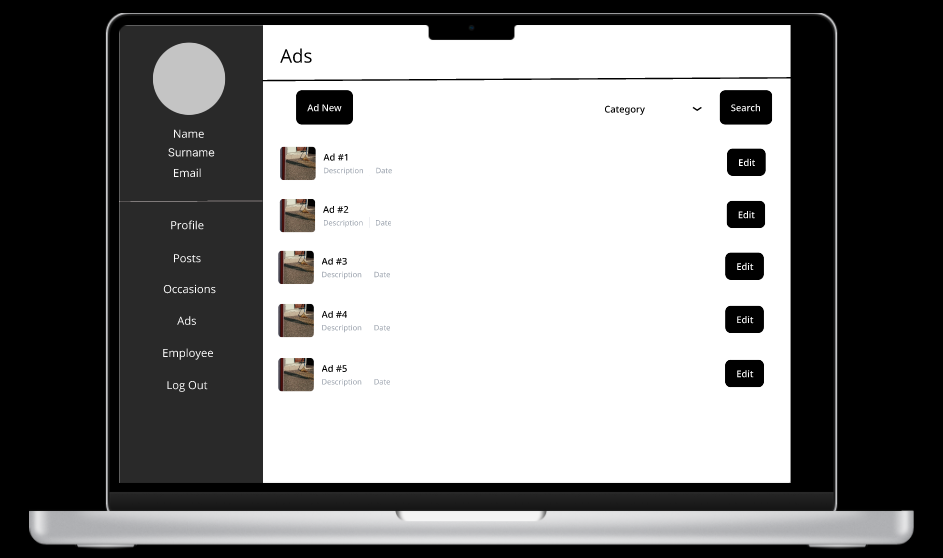 Name
Surname
Email
Profile
Posts
Occasions
Ads
Employee
Log Out
Ads
Ad New
Category
Search
Ad #1
Description Date
Edit
Ad #2
Description Date
Edit
Ad #3
Description Date
Edit
Ad #4
Description Date
Edit
Ad #5
Description Date
Edit